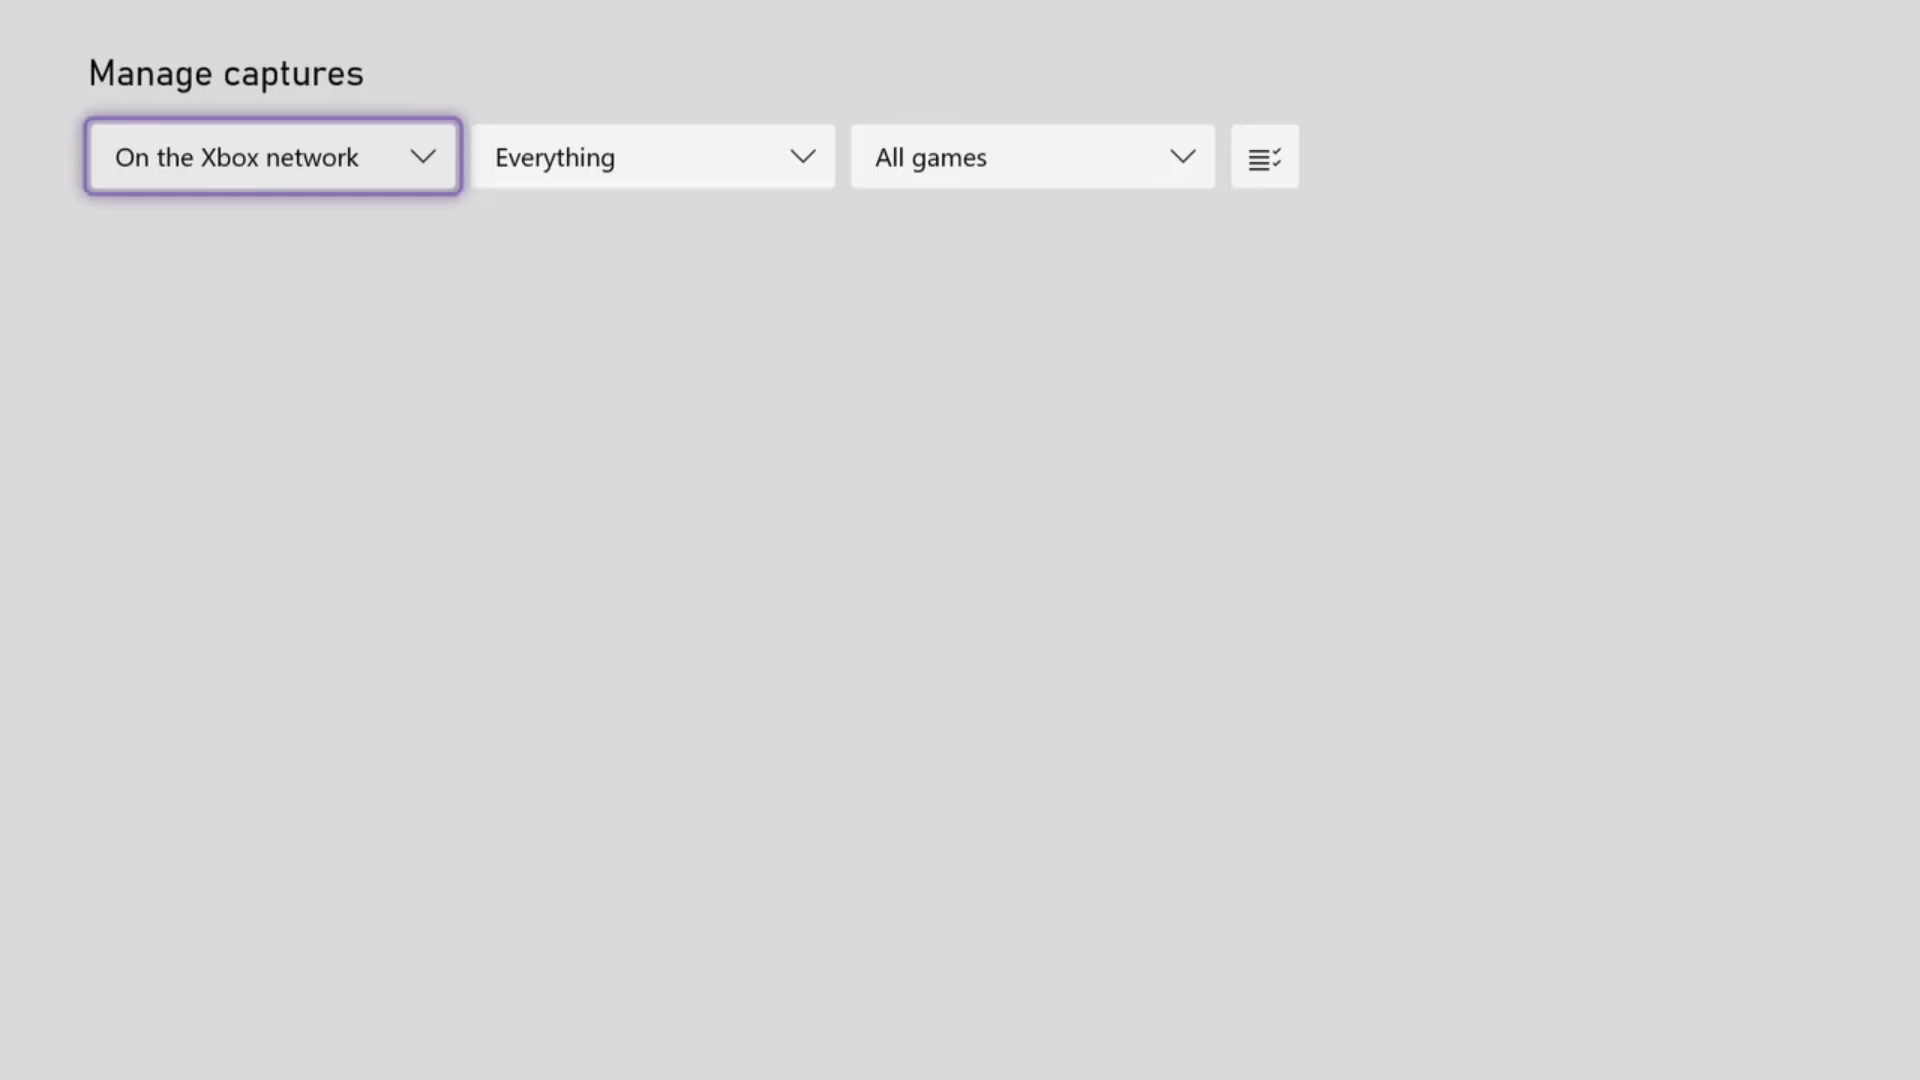 Manage captures
On the Xbox network
Everything
All games